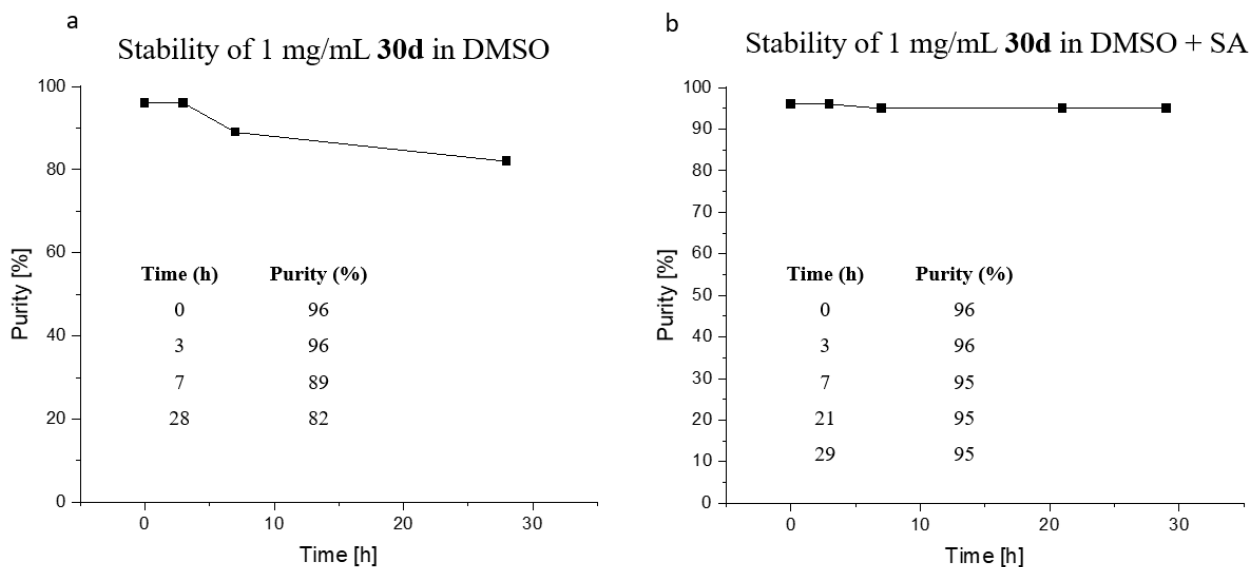 a
Stability of 1 mg/mL 30d in DMSO
100
80
60
40
20
0
Purity [%]
Time (h) Purity (%)
0 96
3 96
7 89
28 82
0 10 20 30
Time [h]
b
Stability of 1 mg/mL 30d in DMSO + SA
100
90
80
70
60
50
40
30
20
10
0
Purity [%]
Time (h) Purity (%)
0 96
3 96
7 95
21 95
29 95
0 10 20 30
Time [h]